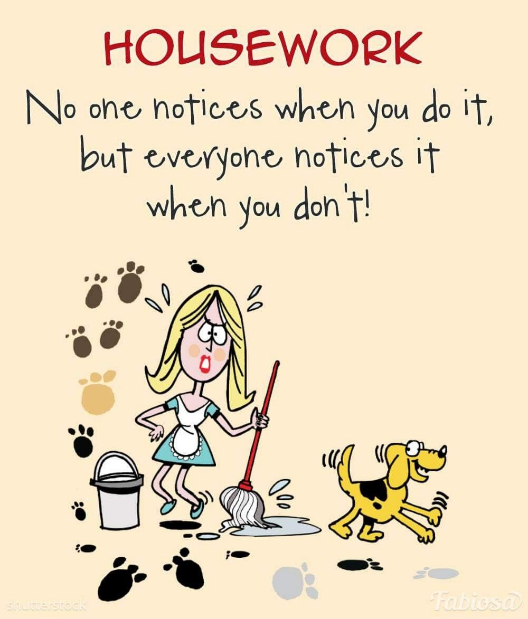 HOUSEWORK
No one notices when you do it,
but everyone notices it
when you don't!
shutterstock
Fabiosa